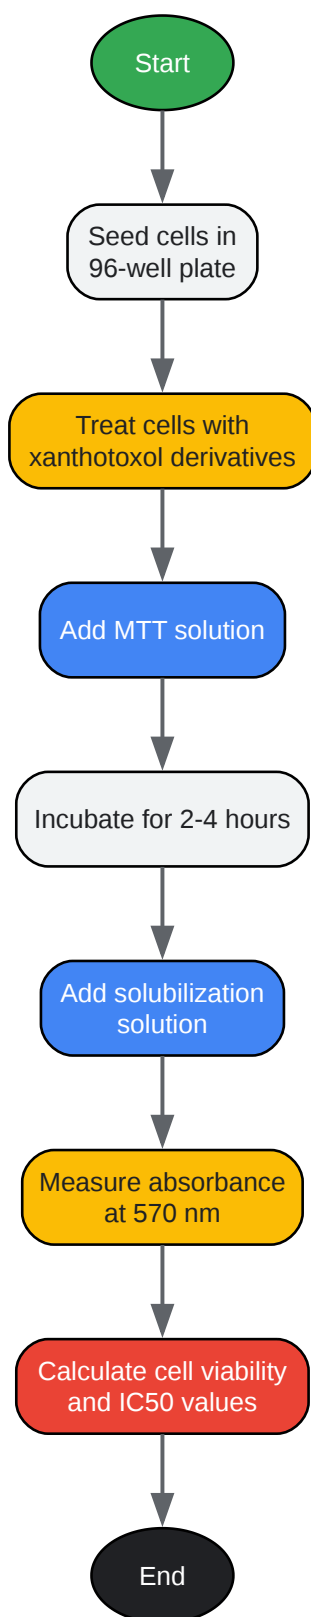 Start
Seed cells in
96-well plate
Treat cells with
xanthotoxol derivatives
Add MTT solution
Incubate for 2-4 hours
Add solubilization
solution
Measure absorbance
at 570 nm
Calculate cell viability
and IC50 values
End